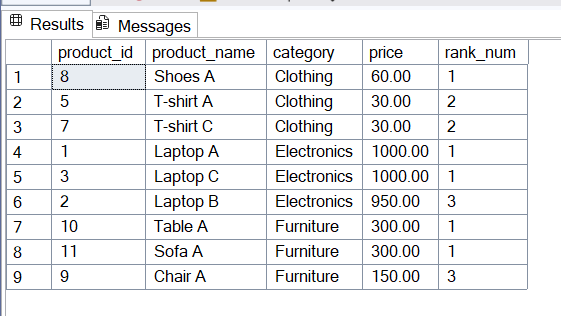 Results Messages
product_id product_name category price rank_num
1 8 Shoes A Clothing 60.00 1
2 5 T-shirt A Clothing 30.00 2
3 7 T-shirt C Clothing 30.00 2
4 1 Laptop A Electronics 1000.00 1
5 3 Laptop C Electronics 1000.00 1
6 2 Laptop B Electronics 950.00 3
7 10 Table A Furniture 300.00 1
8 11 Sofa A Furniture 300.00 1
9 9 Chair A Furniture 150.00 3